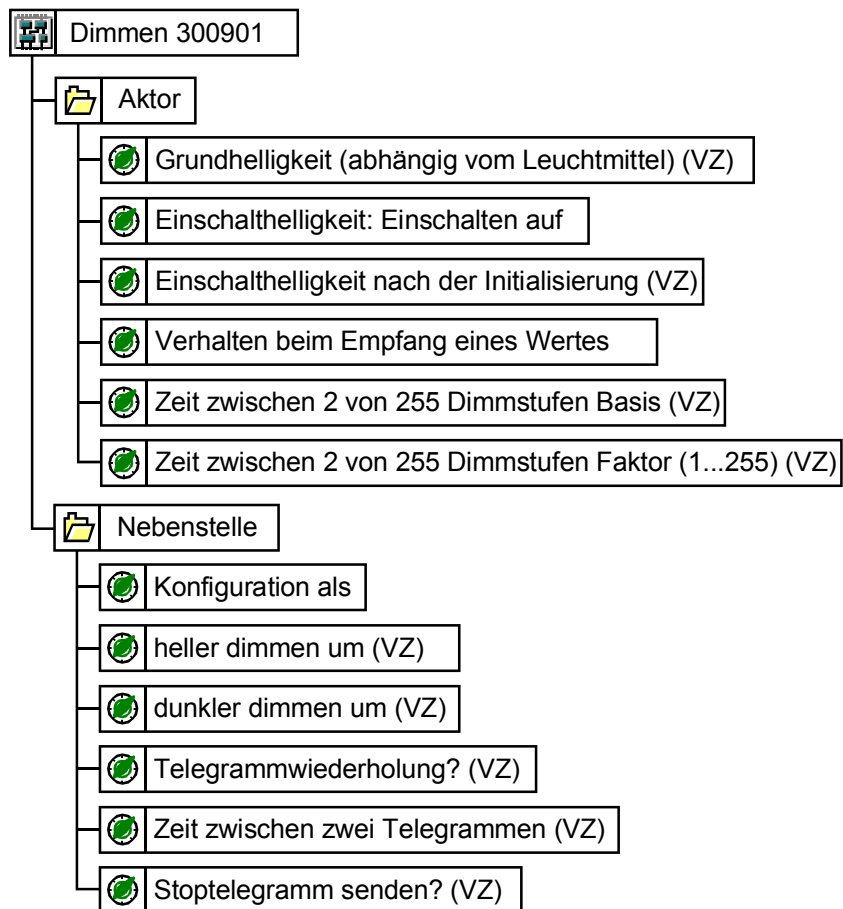 Dimmen 300901
Aktor
Grundhelligkeit (abhängig vom Leuchtmittel) (VZ)
Einschalthelligkeit: Einschalten auf
Einschalthelligkeit nach der Initialisierung (VZ)
Verhalten beim Empfang eines Wertes
Zeit zwischen 2 von 255 Dimmstufen Basis (VZ)
Zeit zwischen 2 von 255 Dimmstufen Faktor (1...255) (VZ)
Nebenstelle
Konfiguration als
heller dimmen um (VZ)
dunkler dimmen um (VZ)
Telegrammwiederholung? (VZ)
Zeit zwischen zwei Telegrammen (VZ)
Stoptelegramm senden? (VZ)